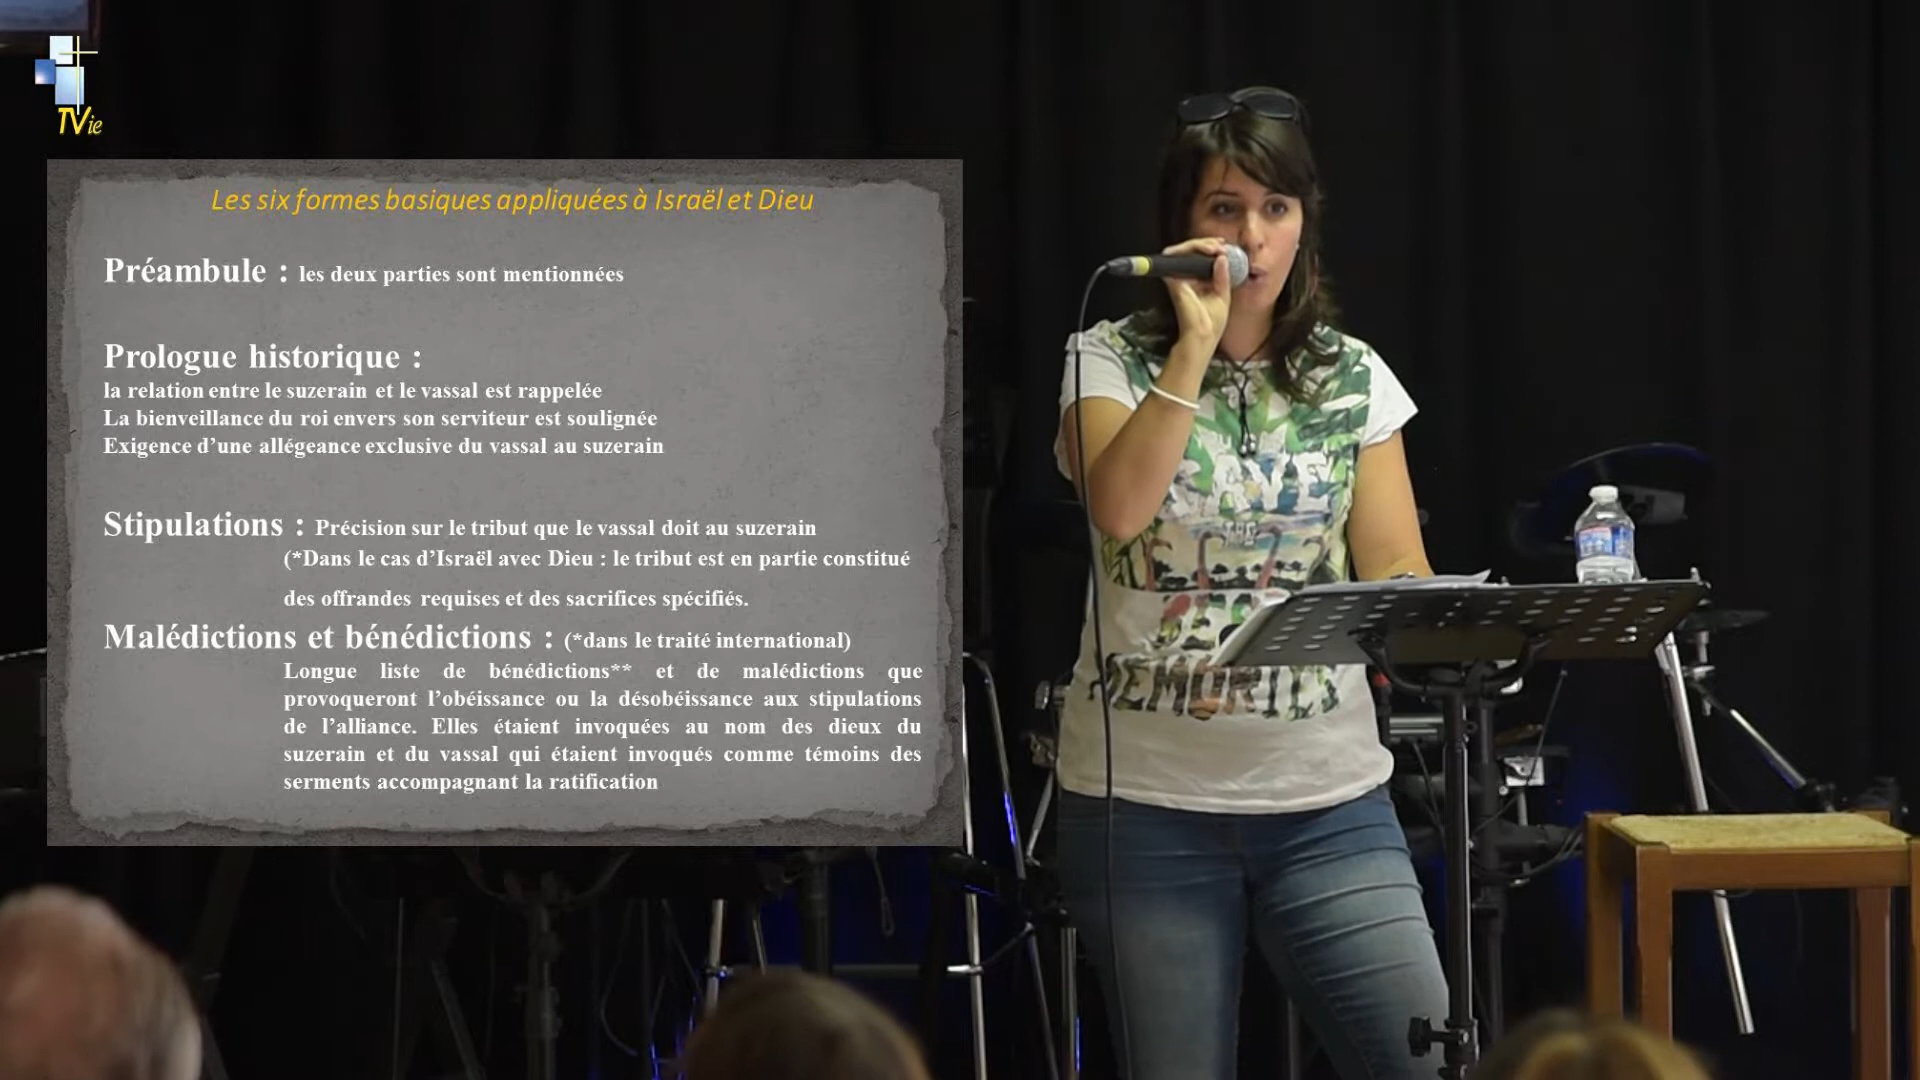 TVie
Les six formes basiques appliquées à Israël et Dieu
Préambule : les deux parties sont mentionnées
Prologue historique :
la relation entre le suzerain et le vassal est rappelée
La bienveillance du roi envers son serviteur est soulignée
Exigence d’une allégeance exclusive du vassal au suzerain
Stipulations : Précision sur le tribut que le vassal doit au suzerain
(*Dans le cas d’Israël avec Dieu : le tribut est en partie constitué
des offrandes requises et des sacrifices spécifiés.
Malédictions et bénédictions : (*dans le traité international)
Longue liste de bénédictions** et de malédictions que
provoqueront l’obéissance ou la désobéissance aux stipulations
de l’alliance. Elles étaient invoquées au nom des dieux du
suzerain et du vassal qui étaient invoqués comme témoins des
serments accompagnant la ratification
THE
MEMORIES